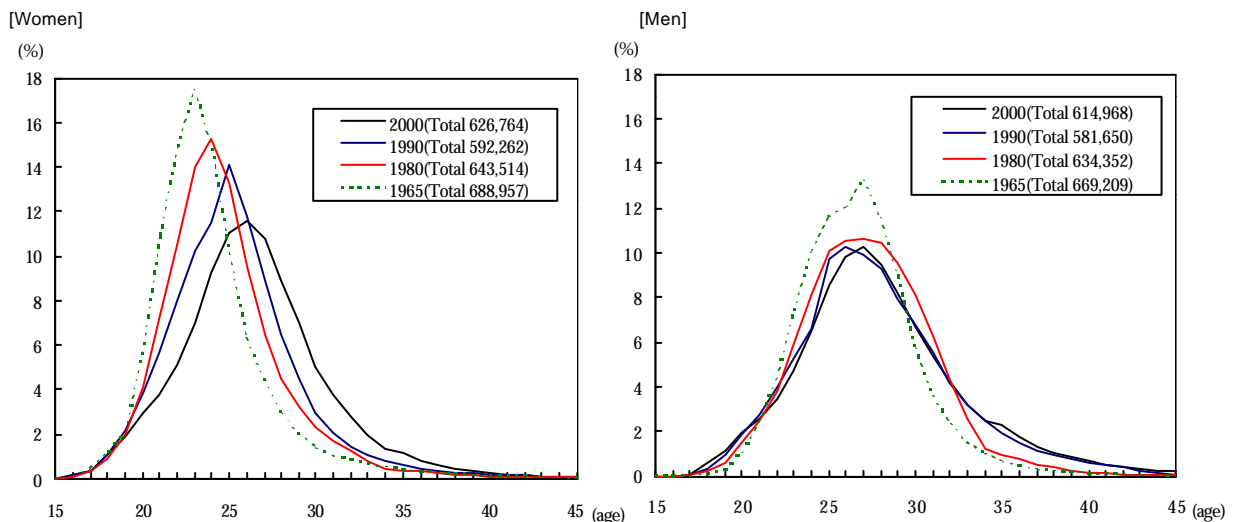 [Women]
(%)
18
16
14
12
10
8
6
4
2
0
15 20 25 30 35 40 45 (age)
2000(Total 626,764)
1990(Total 592,262)
1980(Total 643,514)
1965(Total 688,957)
[Men]
(%)
18
16
14
12
10
8
6
4
2
0
15 20 25 30 35 40 45 (age)
2000(Total 614,968)
1990(Total 581,650)
1980(Total 634,352)
1965(Total 669,209)